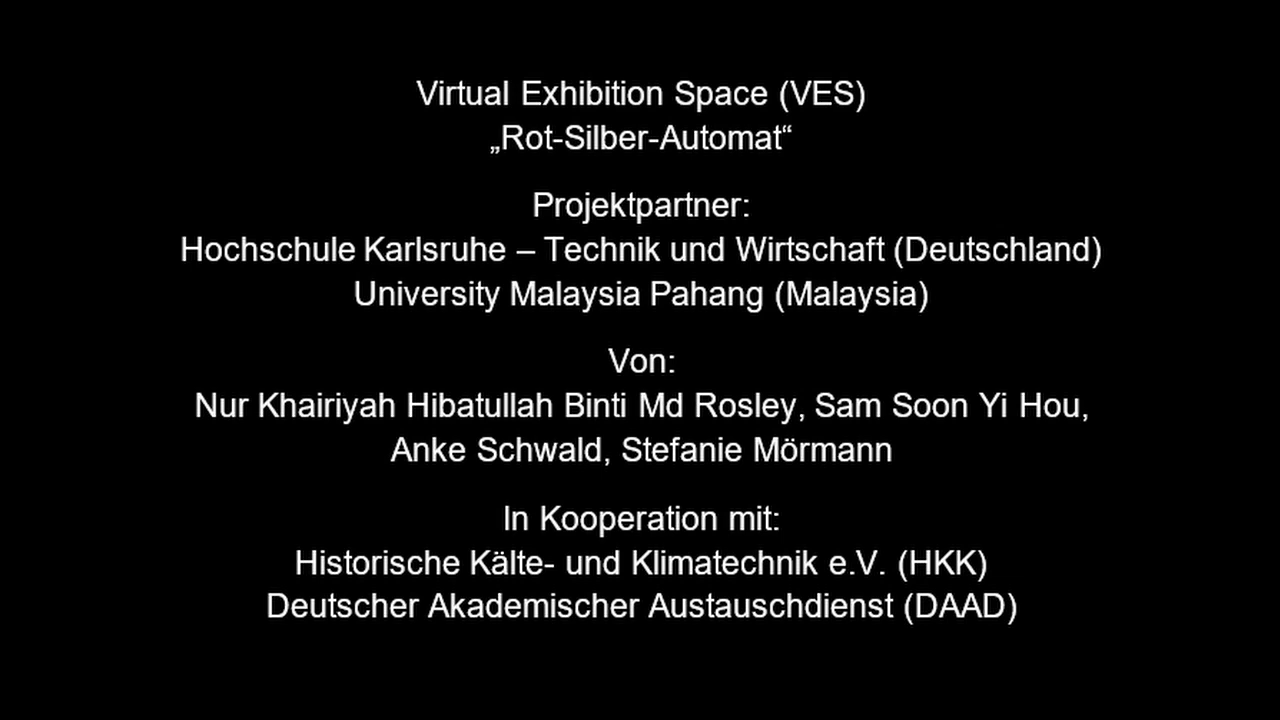 Virtual Exhibition Space (VES)
„Rot-Silber-Automat“
Projektpartner:
Hochschule Karlsruhe – Technik und Wirtschaft (Deutschland)
University Malaysia Pahang (Malaysia)
Von:
Nur Khairiyah Hibatullah Binti Md Rosley, Sam Soon Yi Hou,
Anke Schwald, Stefanie Mörmann
In Kooperation mit:
Historische Kälte- und Klimatechnik e.V. (HKK)
Deutscher Akademischer Austauschdienst (DAAD)